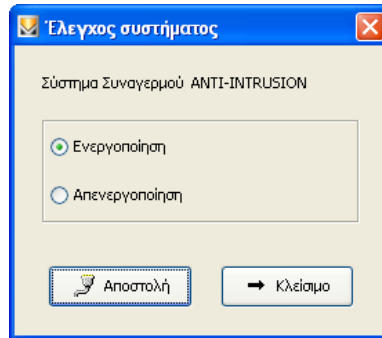 Έλεγχος συστήματος
Σύστημα Συναγερμού ANTI-INTRUSION
Ενεργοποίηση
Απενεργοποίηση
Αποστολή
Κλείσιμο